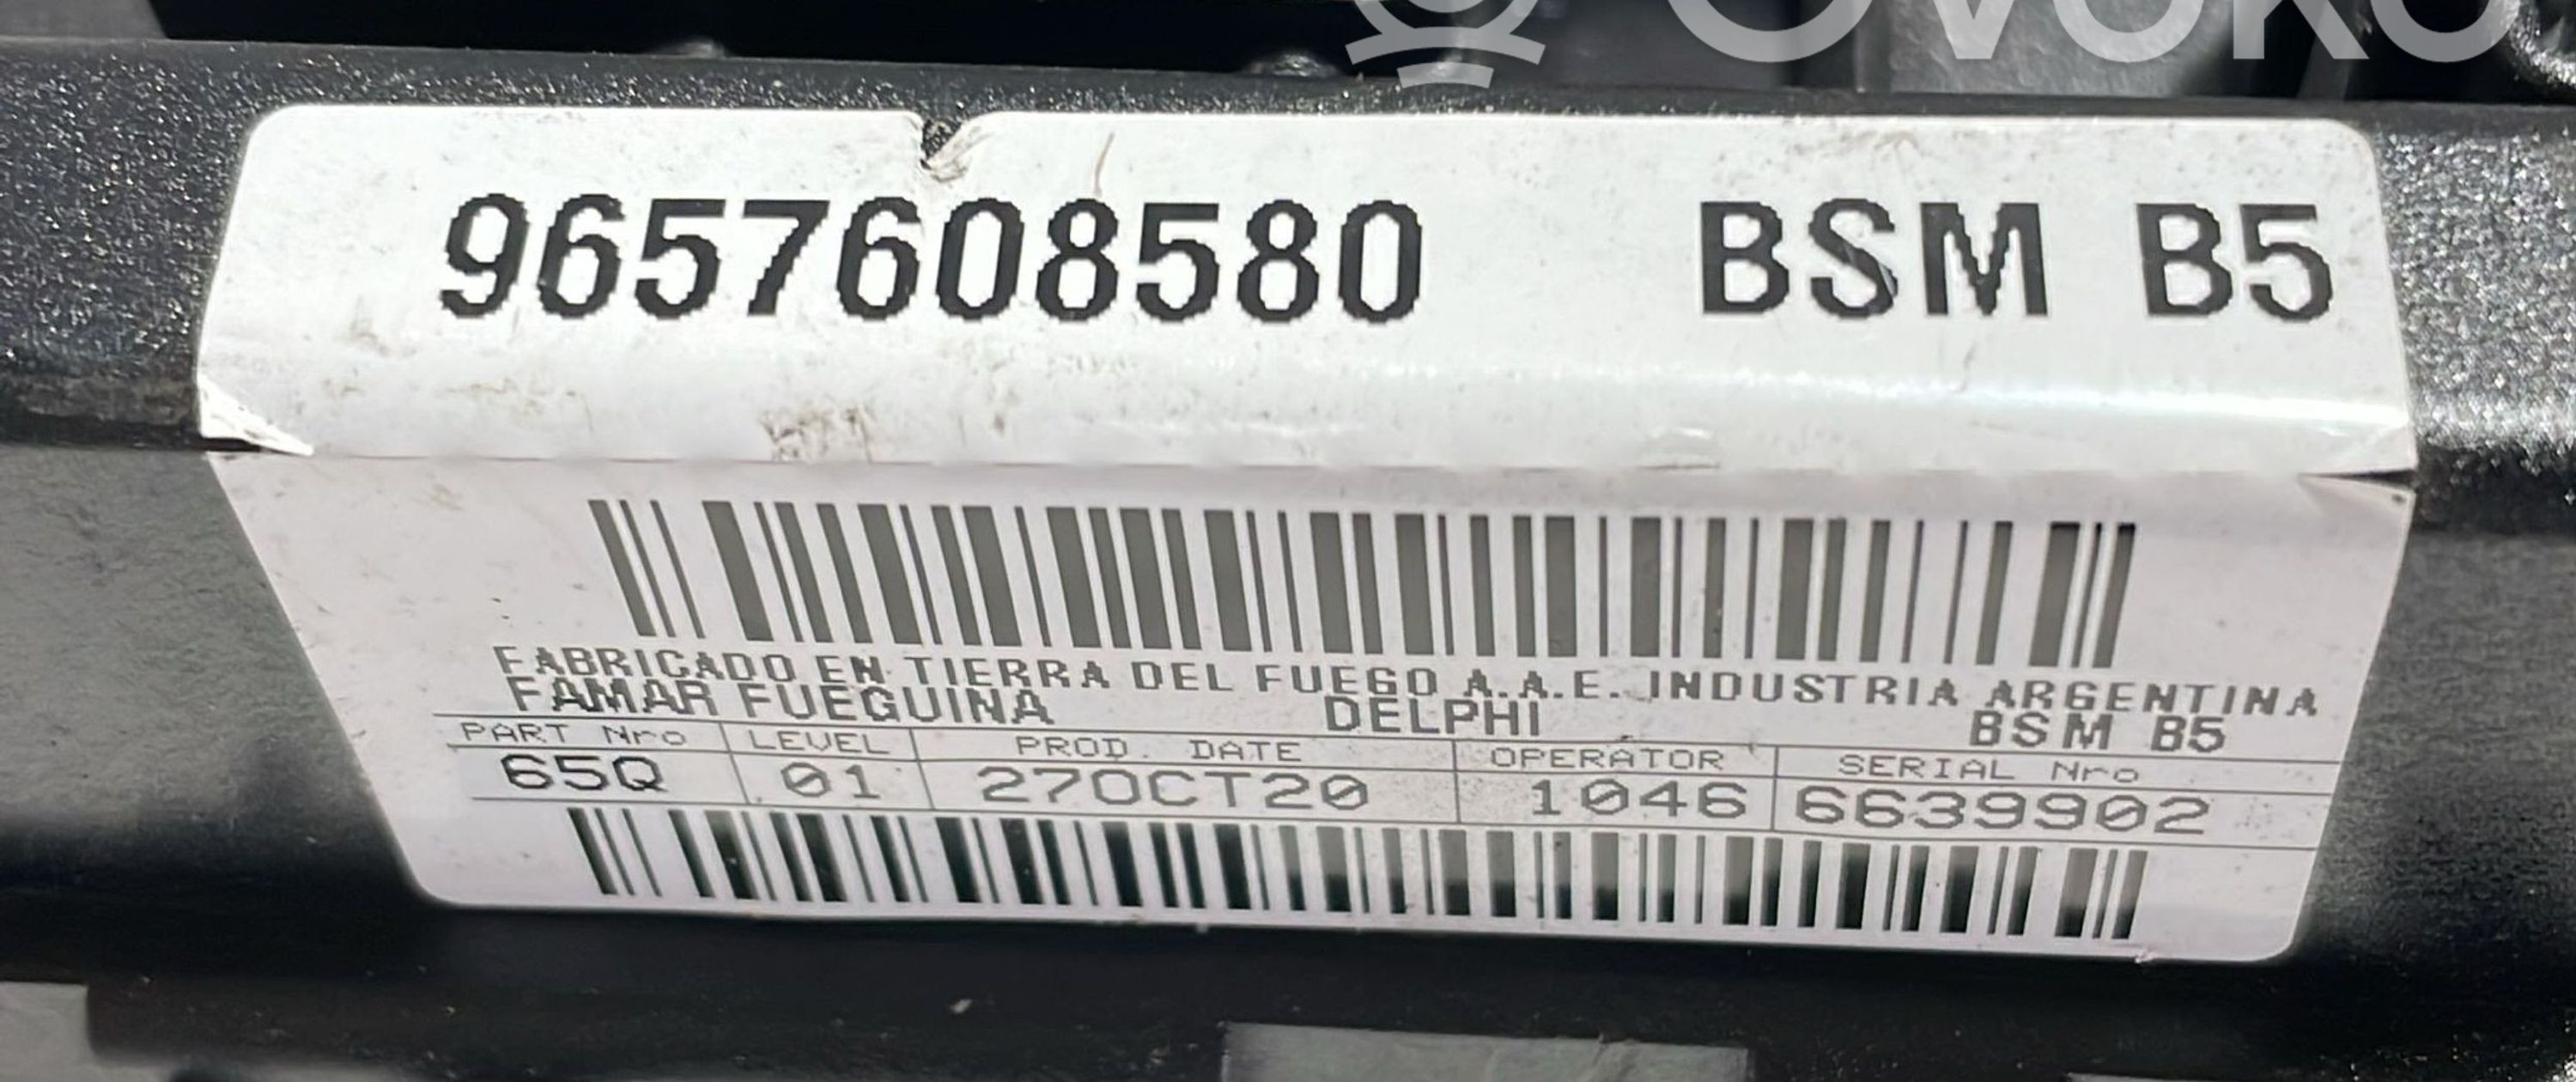 OVOKO
9657608580 BSM B5
FABRICADO EN TIERRA DEL FUEGO A.A.E. INDUSTRIA ARGENTINA
FAMAR FUEGUINA DELPHI BSM B5
PART Nro LEVEL PROD. DATE OPERATOR SERIAL Nro
65Q 01 27OCT20 1046 6639902